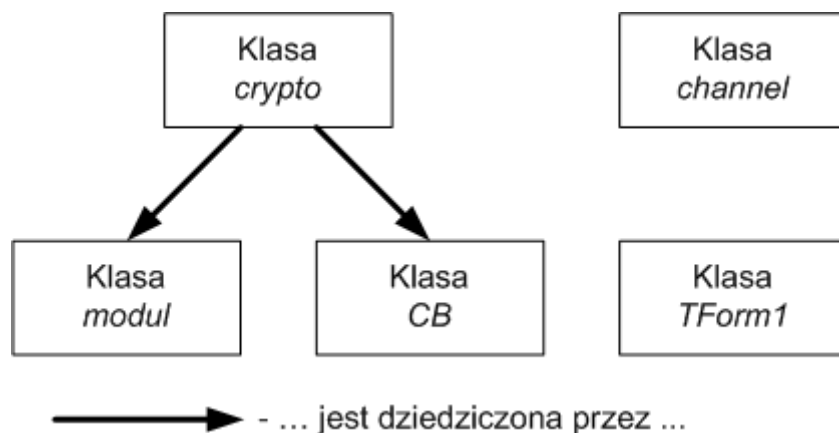 Klasa
crypto
Klasa
channel
Klasa
modul
Klasa
CB
Klasa
TForm1
- ... jest dziedziczona przez ...